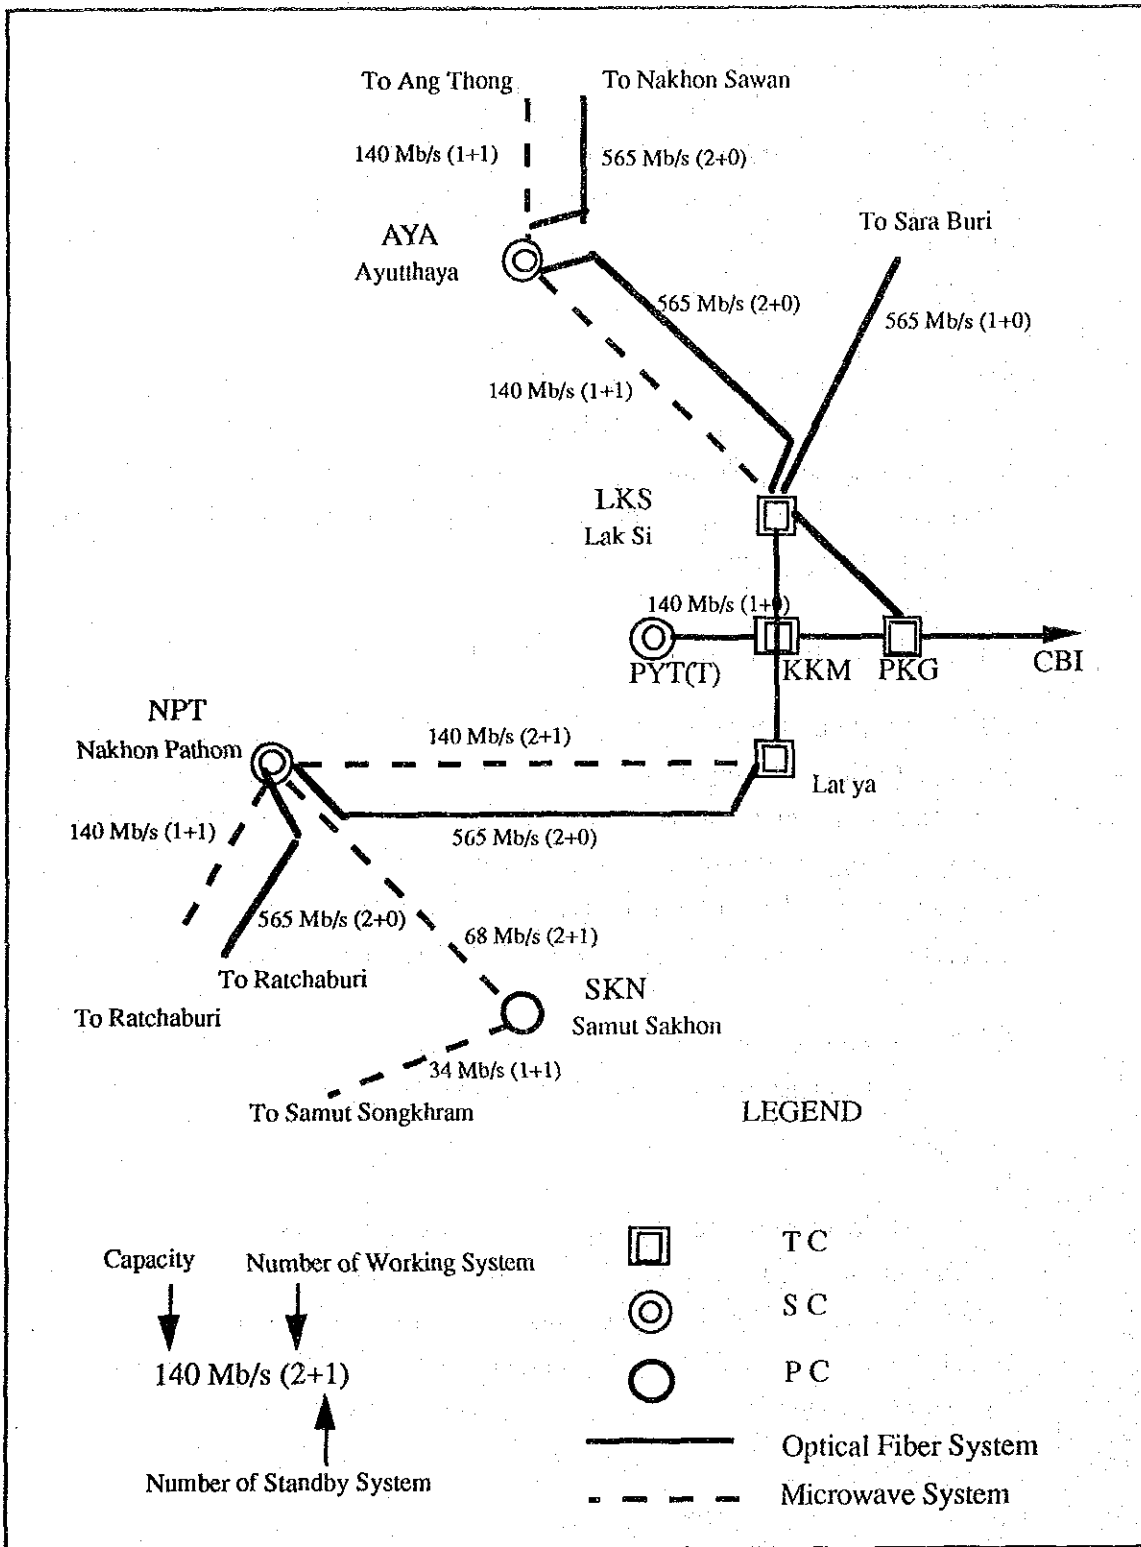 To Ang Thong
To Nakhon Sawan
140 Mb/s (1+1)
565 Mb/s (2+0)
AYA
Ayutthaya
To Sara Buri
565 Mb/s (2+0)
565 Mb/s (1+0)
140 Mb/s (1+1)
LKS
Lak Si
140 Mb/s (1+0)
PYT(T)
KKM
PKG
CBI
NPT
Nakhon Pathom
140 Mb/s (2+1)
Lat ya
140 Mb/s (1+1)
565 Mb/s (2+0)
565 Mb/s (2+0)
68 Mb/s (2+1)
To Ratchaburi
To Ratchaburi
SKN
Samut Sakhon
34 Mb/s (1+1)
To Samut Songkhram
LEGEND
Capacity
Number of Working System
140 Mb/s (2+1)
Number of Standby System
T C
S C
P C
Optical Fiber System
Microwave System